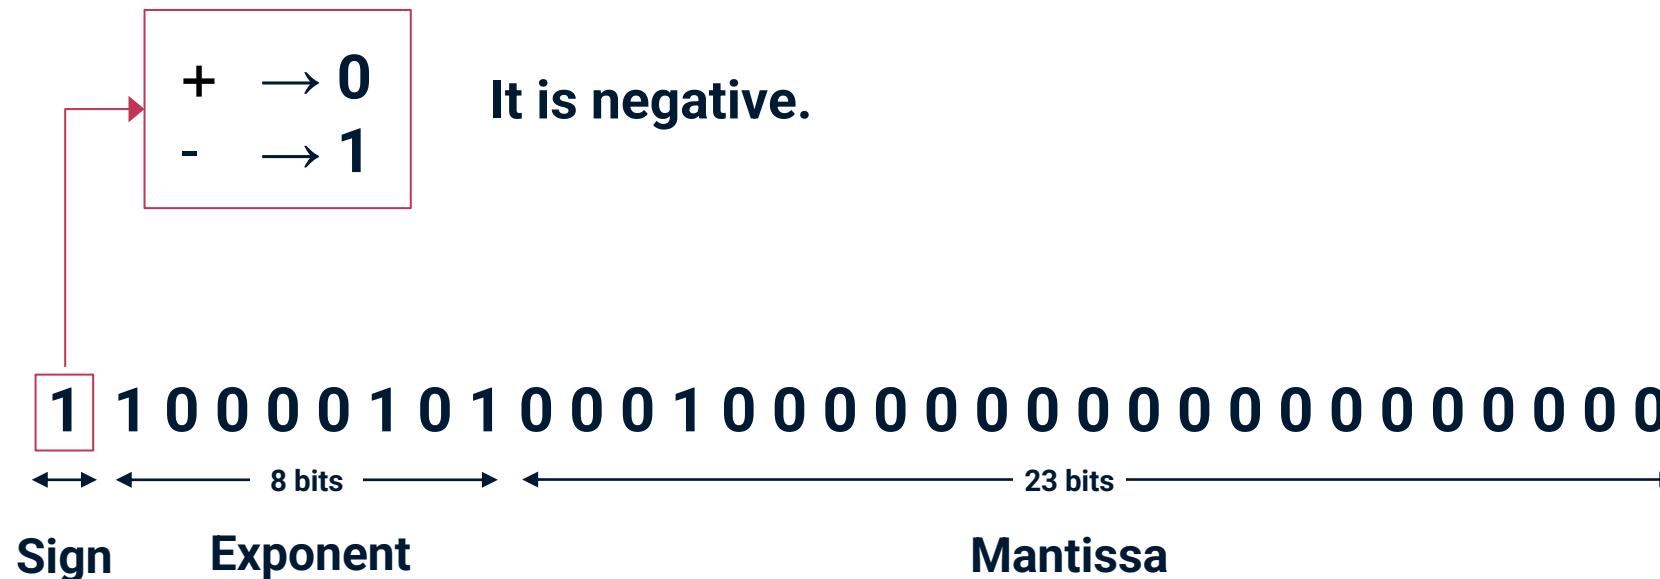 + → 0
It is negative.
- → 1
1 1 0 0 0 0 1 0 1 0 0 0 1 0 0 0 0 0 0 0 0 0 0 0 0 0 0 0 0 0 0 0
8 bits 23 bits
Sign Exponent Mantissa